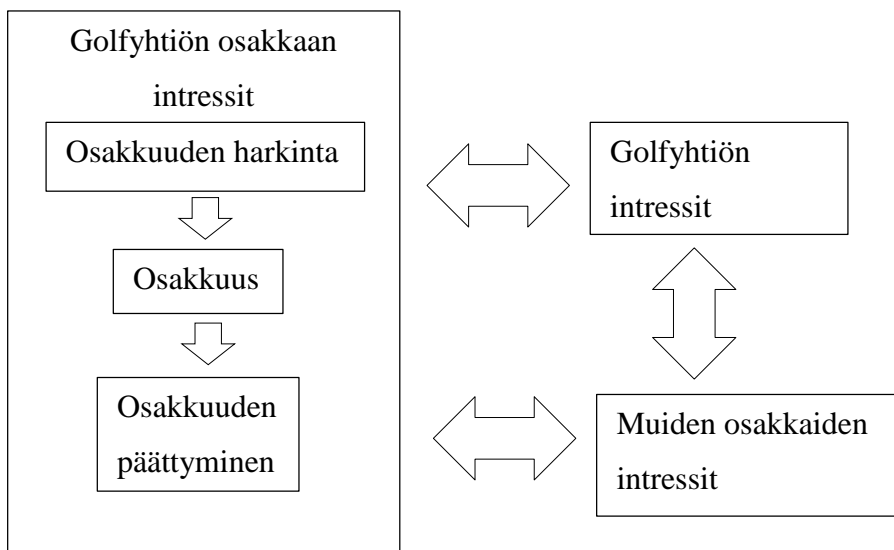 Golfyhtiön osakkaan
intressit
Osakkuuden harkinta
Osakkuus
Osakkuuden
päättyminen
Golfyhtiön
intressit
Muiden osakkaiden
intressit